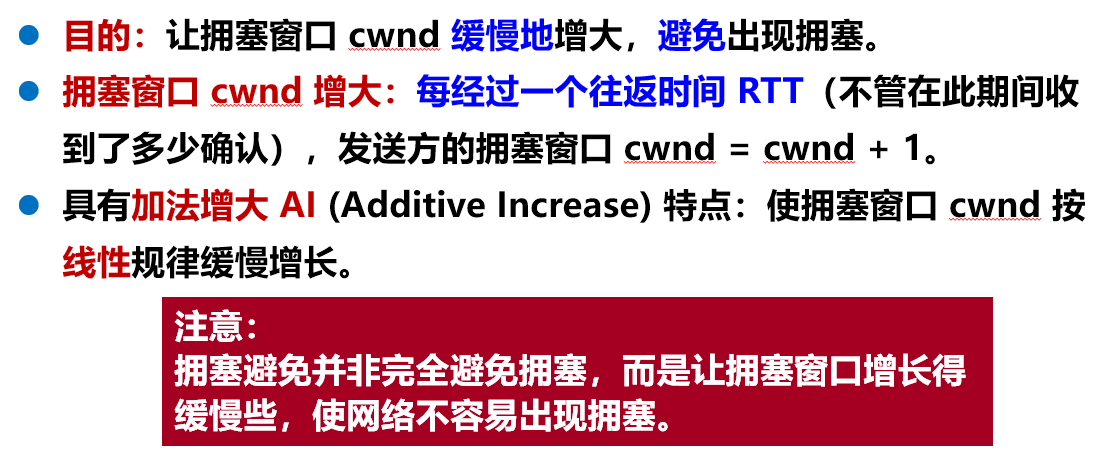 目的：让拥塞窗口 cwnd 缓慢地增大，避免出现拥塞。
拥塞窗口 cwnd 增大：每经过一个往返时间 RTT（不管在此期间收
到了多少确认），发送方的拥塞窗口 cwnd = cwnd + 1。
具有加法增大 AI (Additive Increase) 特点：使拥塞窗口 cwnd 按
线性规律缓慢增长。
注意：
拥塞避免并非完全避免拥塞，而是让拥塞窗口增长得
缓慢些，使网络不容易出现拥塞。